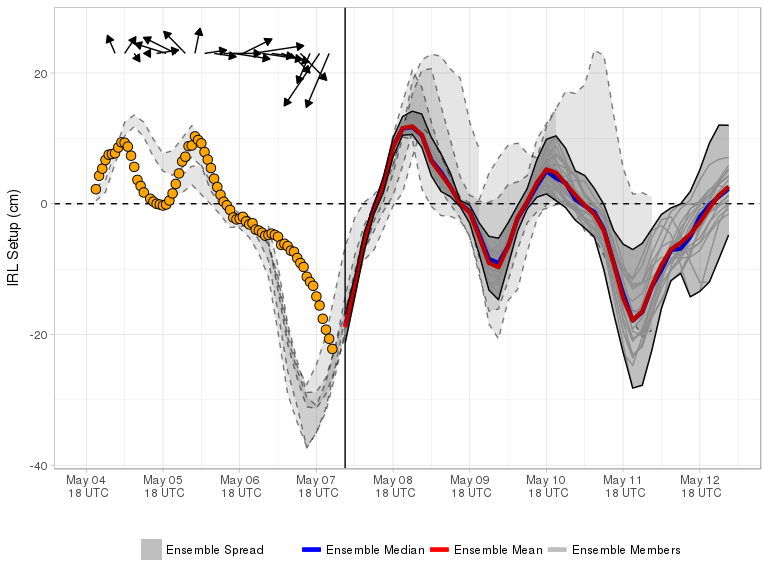 IRL Setup (cm)
20
0
-20
-40
May 04 May 05 May 06 May 07 May 08 May 09 May 10 May 11 May 12
18 UTC 18 UTC 18 UTC 18 UTC 18 UTC 18 UTC 18 UTC 18 UTC 18 UTC
Ensemble Spread Ensemble Median Ensemble Mean Ensemble Members